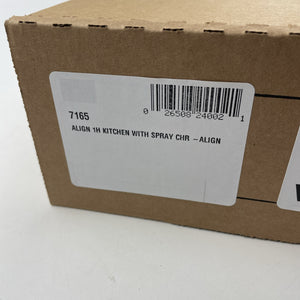 7165
0 26508 24002 1
ALIGN 1H KITCHEN WITH SPRAY CHR - ALIGN